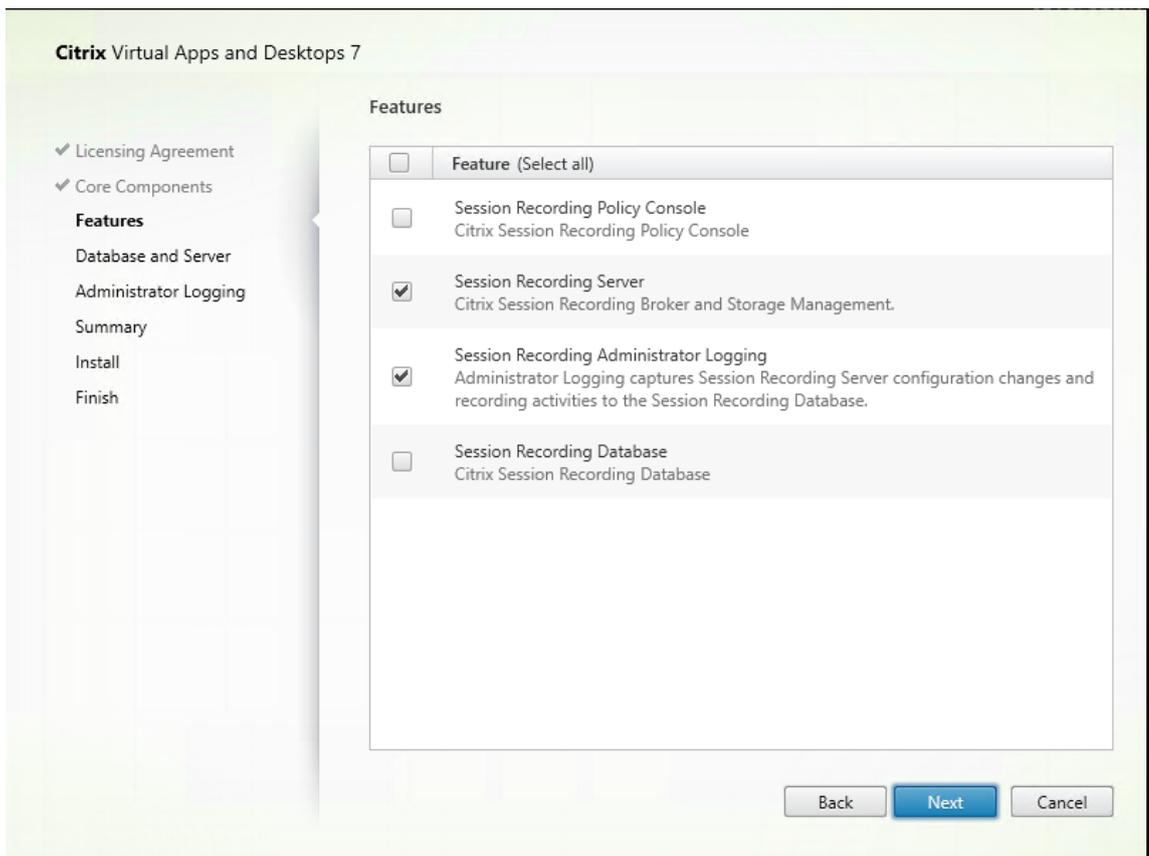 Citrix Virtual Apps and Desktops 7
Licensing Agreement
Core Components
Features
Database and Server
Administrator Logging
Summary
Install
Finish
Features
Feature (Select all)
Session Recording Policy Console
Citrix Session Recording Policy Console
Session Recording Server
Citrix Session Recording Broker and Storage Management.
Session Recording Administrator Logging
Administrator Logging captures Session Recording Server configuration changes and
recording activities to the Session Recording Database.
Session Recording Database
Citrix Session Recording Database
Back
Next
Cancel